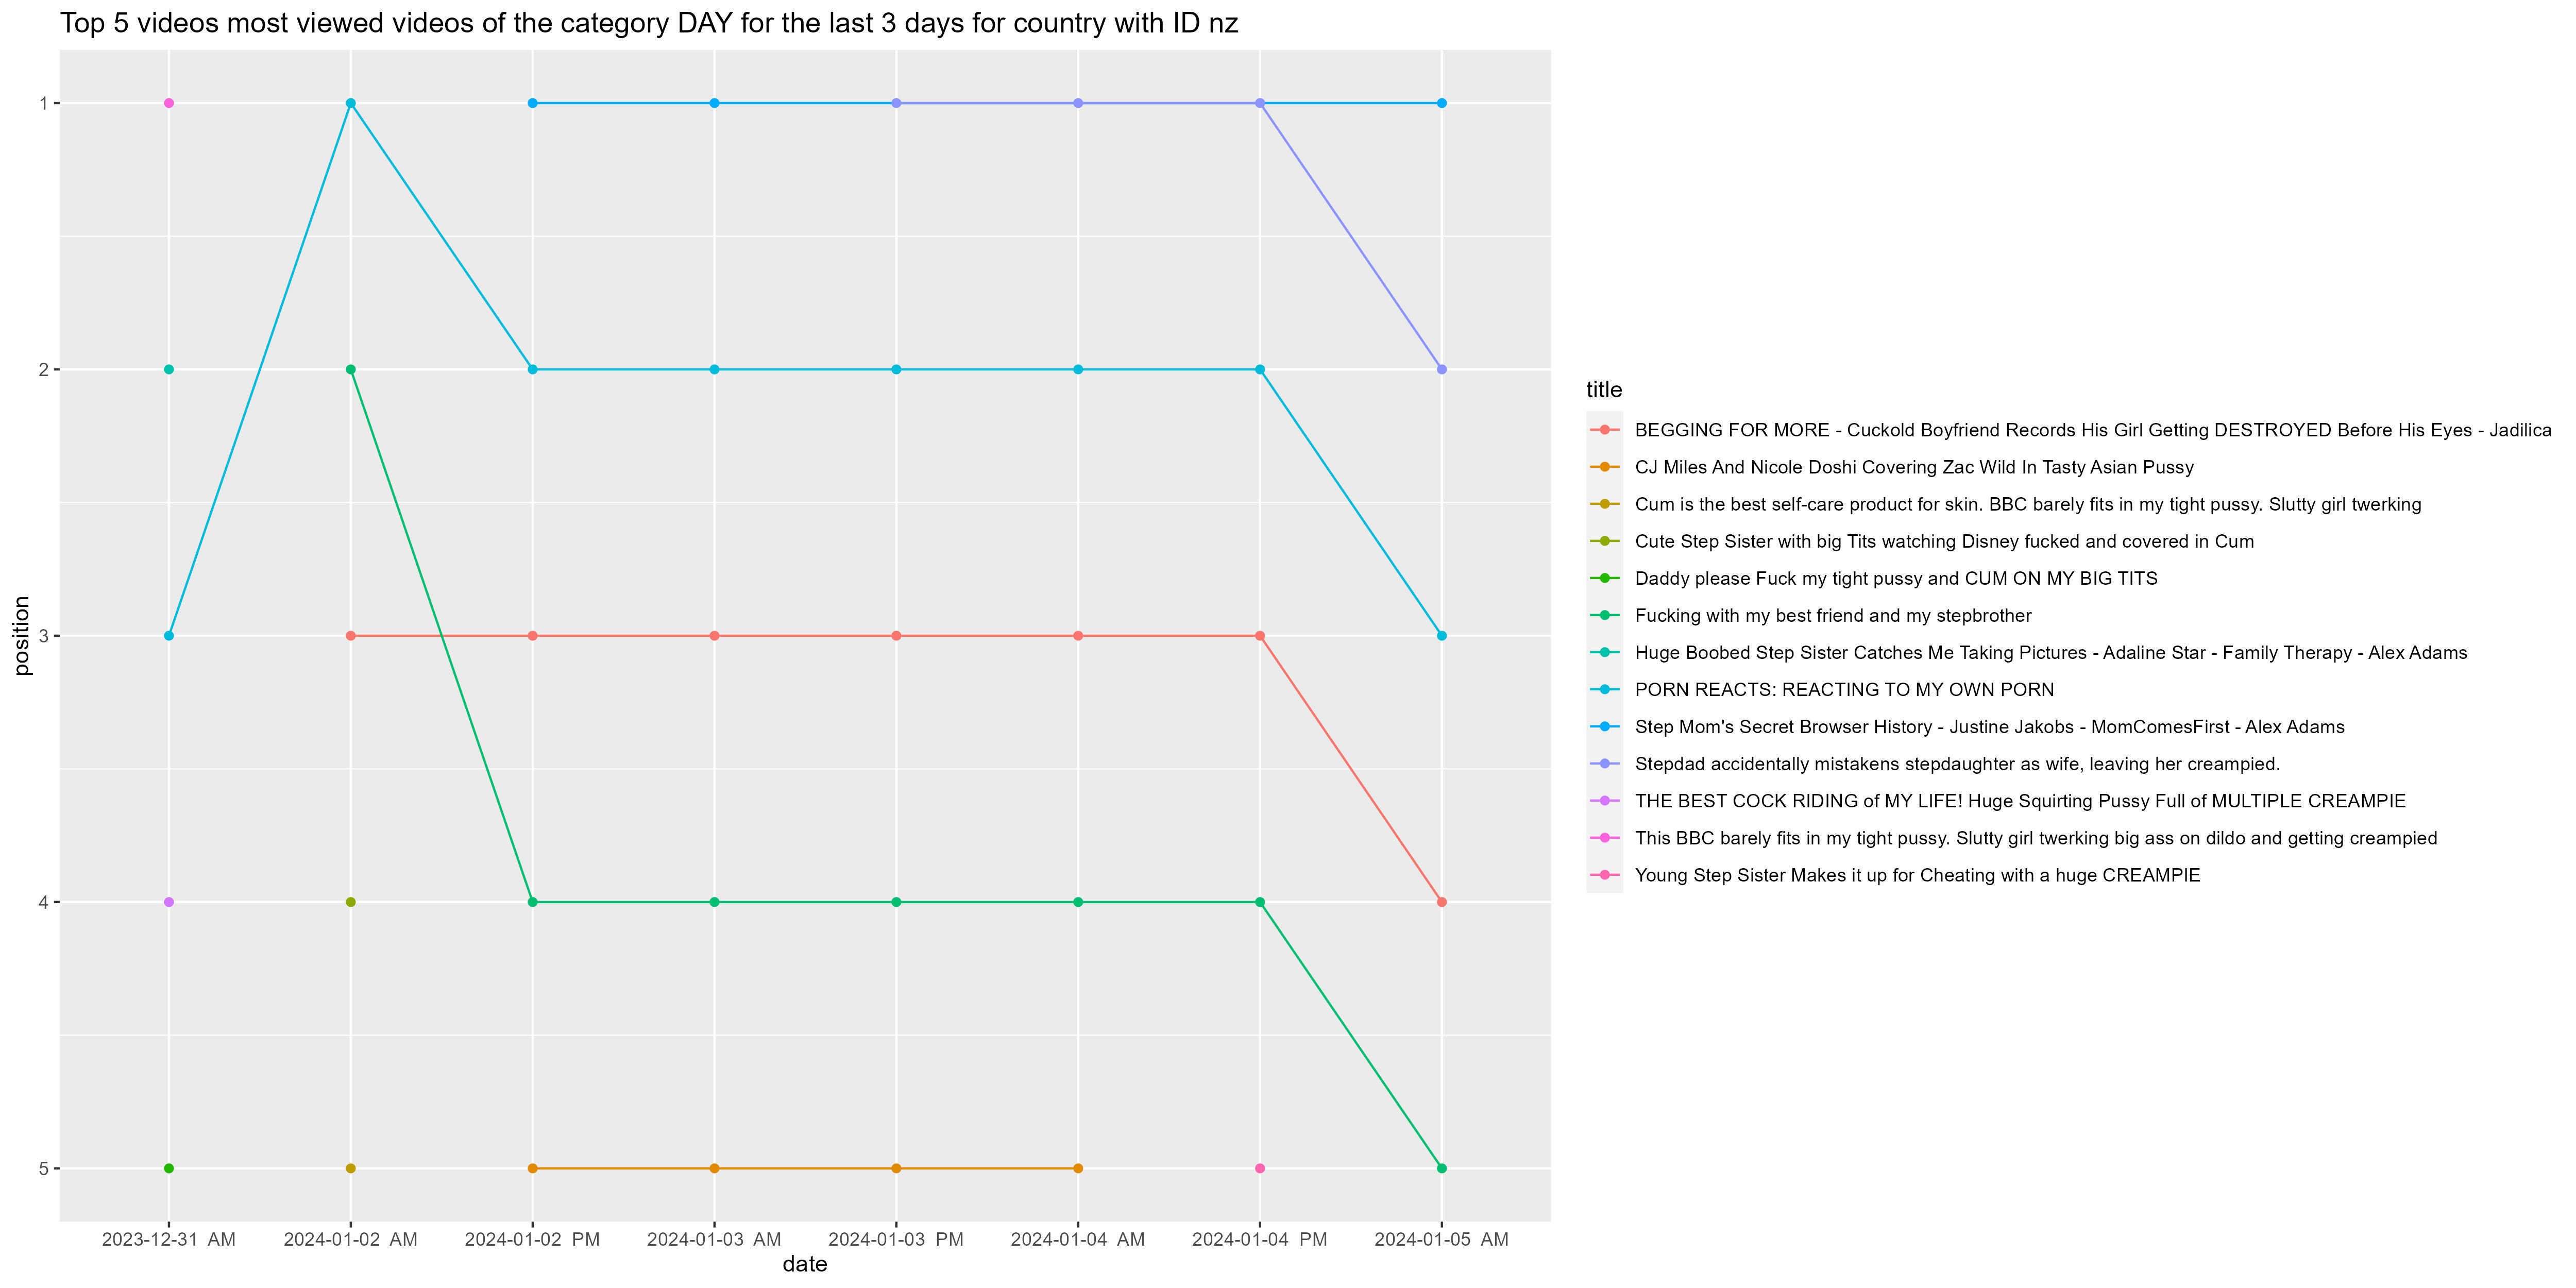 Top 5 videos most viewed videos of the category DAY for the last 3 days for country with ID nz
position
1
2
3
4
5
2023-12-31 AM
2024-01-02 AM
2024-01-02 PM
2024-01-03 AM
2024-01-03 PM
2024-01-04 AM
2024-01-04 PM
2024-01-05 AM
date
title
BEGGING FOR MORE - Cuckold Boyfriend Records His Girl Getting DESTROYED Before His Eyes - Jadilica
CJ Miles And Nicole Doshi Covering Zac Wild In Tasty Asian Pussy
Cum is the best self-care product for skin. BBC barely fits in my tight pussy. Slutty girl twerking
Cute Step Sister with big Tits watching Disney fucked and covered in Cum
Daddy please Fuck my tight pussy and CUM ON MY BIG TITS
Fucking with my best friend and my stepbrother
Huge Boobed Step Sister Catches Me Taking Pictures - Adaline Star - Family Therapy - Alex Adams
PORN REACTS: REACTING TO MY OWN PORN
Step Mom's Secret Browser History - Justine Jakobs - MomComesFirst - Alex Adams
Stepdad accidentally mistakens stepdaughter as wife, leaving her creampied.
THE BEST COCK RIDING of MY LIFE! Huge Squirting Pussy Full of MULTIPLE CREAMPIE
This BBC barely fits in my tight pussy. Slutty girl twerking big ass on dildo and getting creampied
Young Step Sister Makes it up for Cheating with a huge CREAMPIE